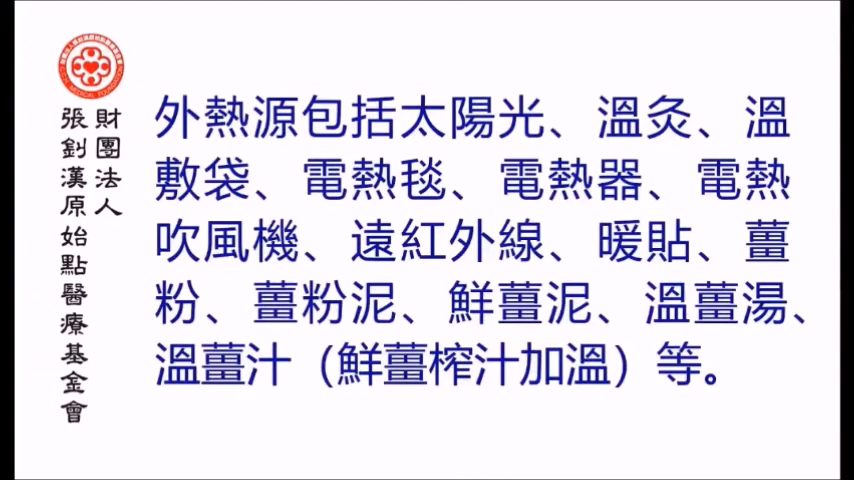 財團法人
張釗漢原始點醫療基金會
外熱源包括太陽光、溫灸、溫
敷袋、電熱毯、電熱器、電熱
吹風機、遠紅外線、暖貼、薑
粉、薑粉泥、鮮薑泥、溫薑湯、
溫薑汁（鮮薑榨汁加溫）等。